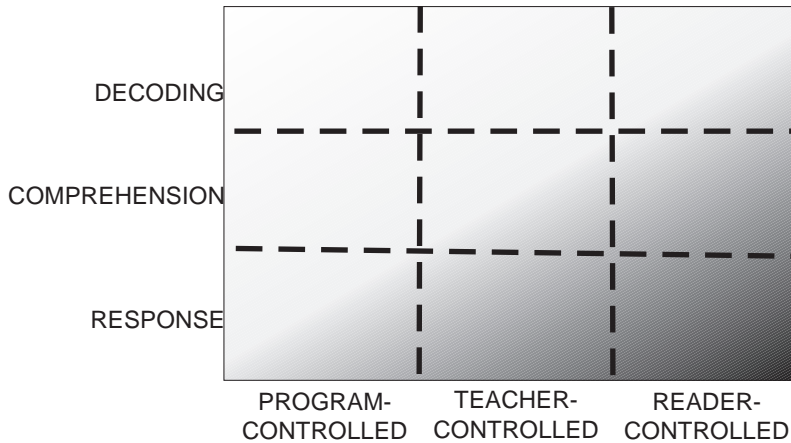 DECODING
COMPREHENSION
RESPONSE
PROGRAM-
CONTROLLED
TEACHER-
CONTROLLED
READER-
CONTROLLED